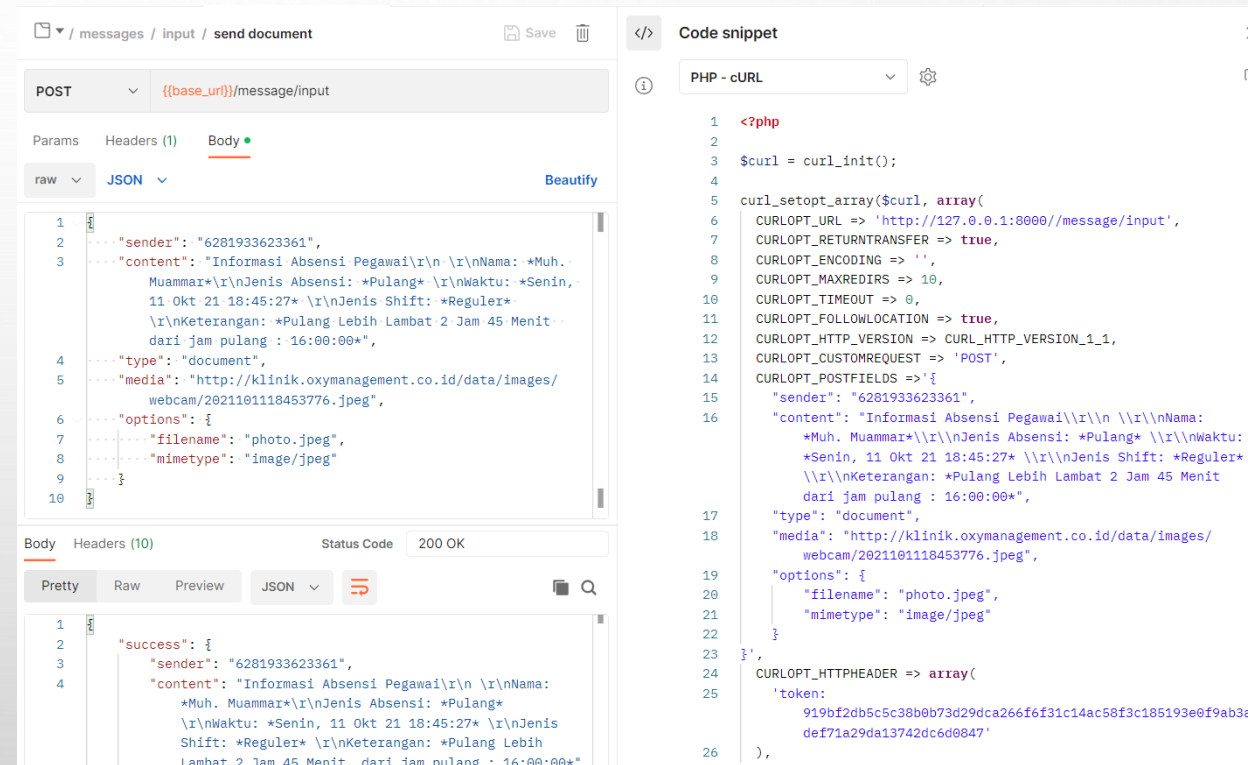 / messages / input / send document
Save
POST
{{base_url}}/message/input
Params
Headers (1)
Body
raw
JSON
Beautify
1 {
2 "sender": "6281933623361",
3 "content": "Informasi Absensi Pegawai\r\n \r\nNama: *Muh.
Muammar*\r\nJenis Absensi: *Pulang* \r\nWaktu: *Senin,
11 Okt 21 18:45:27* \r\nJenis Shift: *Reguler*
\r\nKeterangan: *Pulang Lebih Lambat 2 Jam 45 Menit
dari jam pulang : 16:00:00*",
4 "type": "document",
5 "media": "http://klinik.oxymanagement.co.id/data/images/
webcam/2021101118453776.jpeg",
6 "options": {
7 "filename": "photo.jpeg",
8 "mimetype": "image/jpeg"
9 }
10 }
Body
Headers (10)
Status Code
200 OK
Pretty
Raw
Preview
JSON
1 {
2 "success": {
3 "sender": "6281933623361",
4 "content": "Informasi Absensi Pegawai\r\n \r\nNama:
*Muh. Muammar*\r\nJenis Absensi: *Pulang*
\r\nWaktu: *Senin, 11 Okt 21 18:45:27* \r\nJenis
Shift: *Reguler* \r\nKeterangan: *Pulang Lebih
Lambat 2 Jam 45 Menit dari jam pulang : 16:00:00*"
</>
Code snippet
PHP - cURL
1 <?php
2
3 $curl = curl_init();
4
5 curl_setopt_array($curl, array(
6 CURLOPT_URL => 'http://127.0.0.1:8000//message/input',
7 CURLOPT_RETURNTRANSFER => true,
8 CURLOPT_ENCODING => '',
9 CURLOPT_MAXREDIRS => 10,
10 CURLOPT_TIMEOUT => 0,
11 CURLOPT_FOLLOWLOCATION => true,
12 CURLOPT_HTTP_VERSION => CURL_HTTP_VERSION_1_1,
13 CURLOPT_CUSTOMREQUEST => 'POST',
14 CURLOPT_POSTFIELDS =>'{
15 "sender": "6281933623361",
16 "content": "Informasi Absensi Pegawai\\r\\n \\r\\nNama:
*Muh. Muammar*\\r\\nJenis Absensi: *Pulang* \\r\\nWaktu:
*Senin, 11 Okt 21 18:45:27* \\r\\nJenis Shift: *Reguler*
\\r\\nKeterangan: *Pulang Lebih Lambat 2 Jam 45 Menit
dari jam pulang : 16:00:00*",
17 "type": "document",
18 "media": "http://klinik.oxymanagement.co.id/data/images/
webcam/2021101118453776.jpeg",
19 "options": {
20 "filename": "photo.jpeg",
21 "mimetype": "image/jpeg"
22 }
23 }',
24 CURLOPT_HTTPHEADER => array(
25 'token:
919bf2db5c5c38b0b73d29dca266f6f31c14ac58f3c185193e0f9ab3a
def71a29da13742dc6d0847'
26 ),